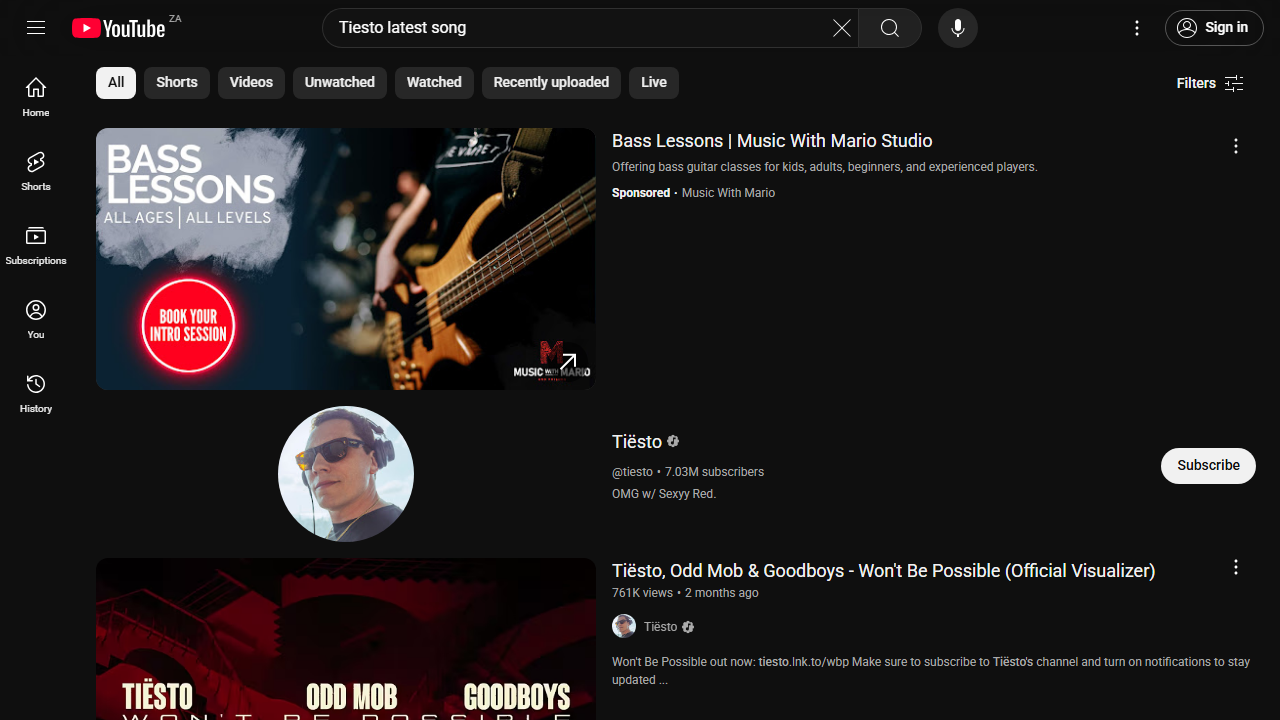 YouTube ZA
Tiesto latest song
Sign in
Home
Shorts
Subscriptions
You
History
All
Shorts
Videos
Unwatched
Watched
Recently uploaded
Live
Filters
BASS
LESSONS
ALL AGES | ALL LEVELS
BOOK YOUR
INTRO SESSION
MUSIC WITH MARIO
Bass Lessons | Music With Mario Studio
Offering bass guitar classes for kids, adults, beginners, and experienced players.
Sponsored · Music With Mario
Tiësto
@tiesto • 7.03M subscribers
OMG w/ Sexyy Red.
Subscribe
TIËSTO ODD MOB GOODBOYS
WON'T BE POSSIBLE
Tiësto, Odd Mob & Goodboys - Won't Be Possible (Official Visualizer)
761K views • 2 months ago
Tiësto
Won't Be Possible out now: tiesto.lnk.to/wbp Make sure to subscribe to Tiësto's channel and turn on notifications to stay
updated ...